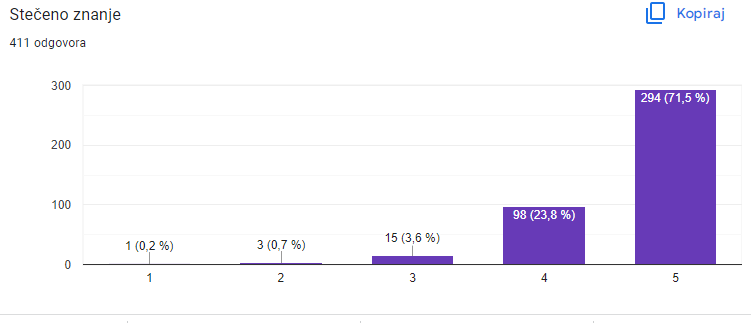 Stečeno znanje
Kopiraj
411 odgovora
300
200
100
0
1 (0,2 %)
3 (0,7 %)
15 (3,6 %)
98 (23,8 %)
294 (71,5 %)
1 2 3 4 5